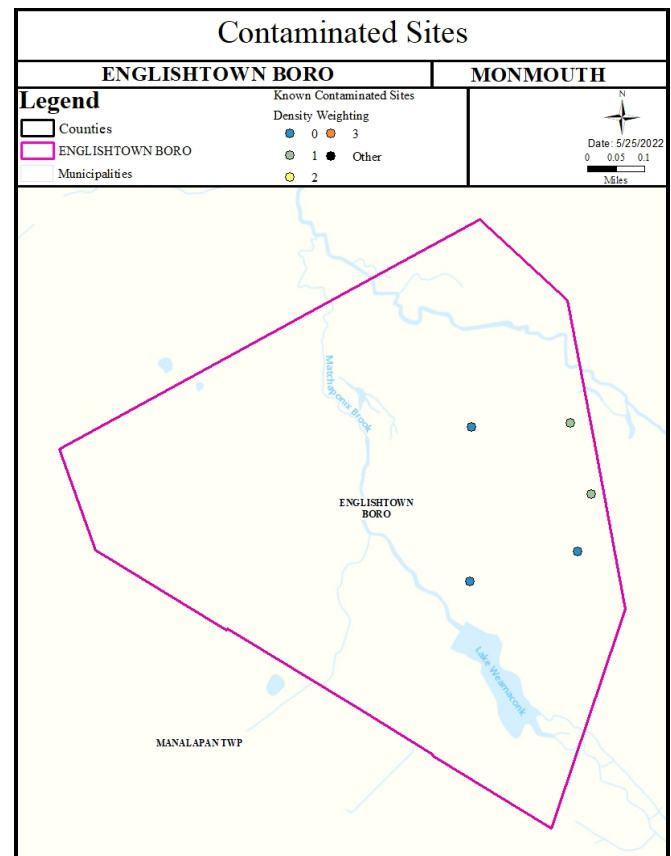 Contaminated Sites
ENGLISHTOWN BORO
MONMOUTH
Legend
Counties
ENGLISHTOWN BORO
Municipalities
Known Contaminated Sites
Density Weighting
0 3
1 Other
2
N
Date: 5/25/2022
0 0.05 0.1
Miles
Matchaponix Brook
ENGLISHTOWN
BORO
Lake Weamaconk
MANALAPAN TWP